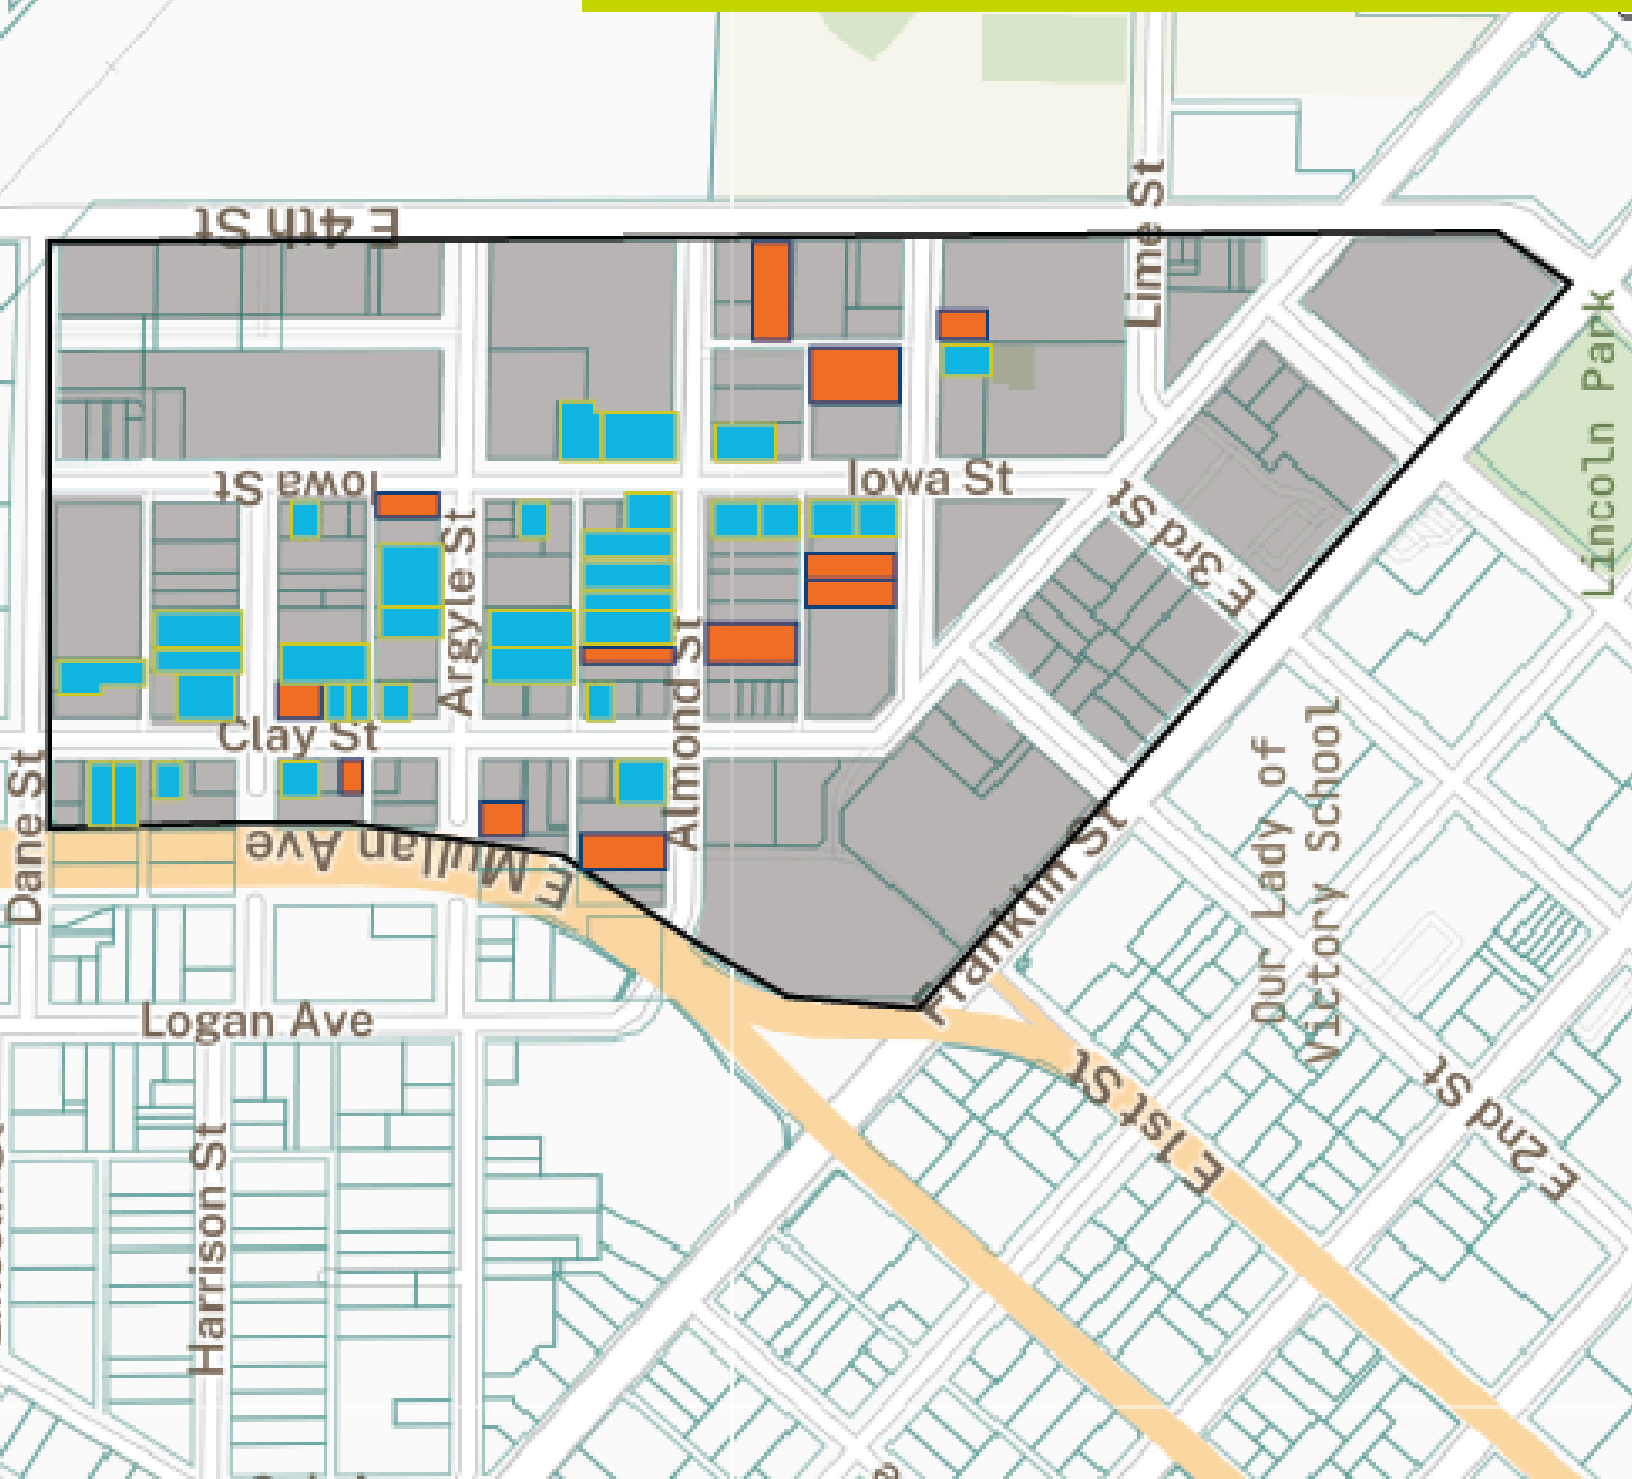 E 4th St
Lime St
Lincoln Park
Iowa St
Iowa St
E 3rd St
Argyle St
Almond St
Clay St
Dane St
E Mullan Ave
Franklin St
Our Lady of
Victory School
Logan Ave
E 1st St
E 2nd St
Harrison St